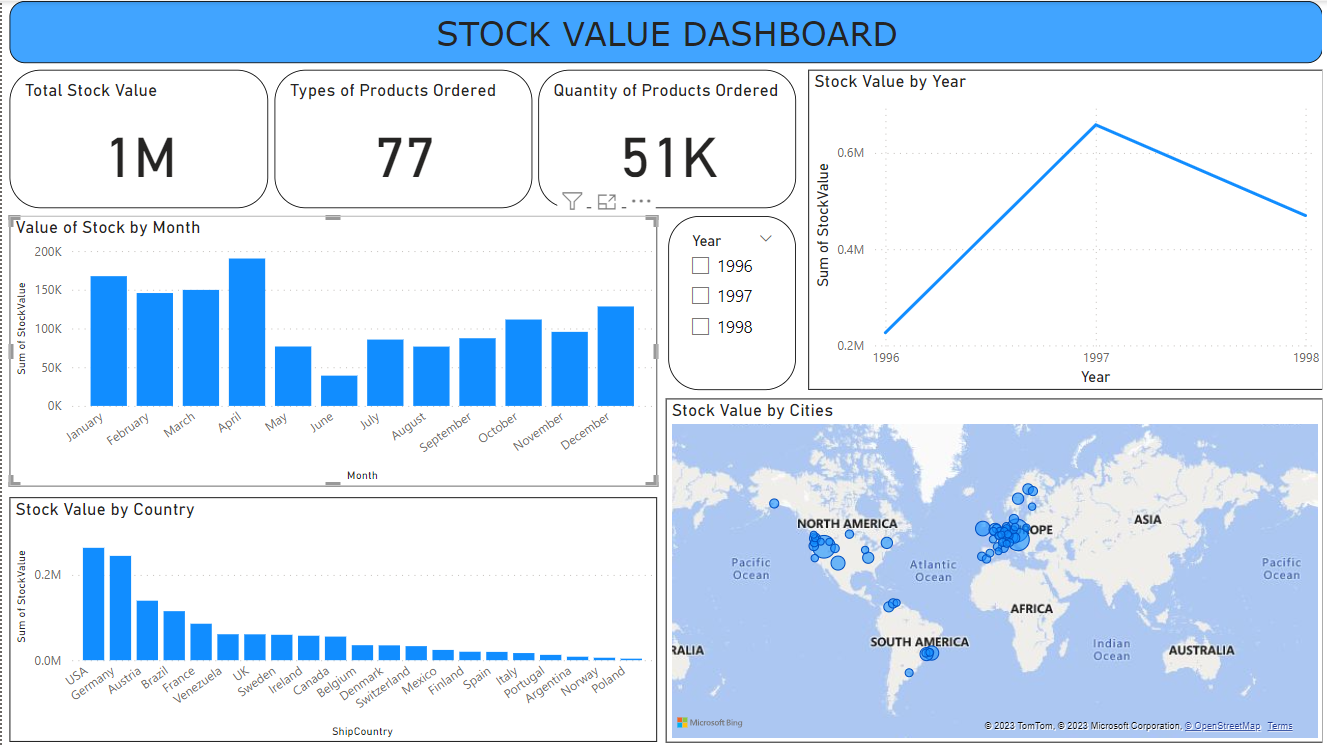 STOCK VALUE DASHBOARD
Total Stock Value
1M
Types of Products Ordered
77
Quantity of Products Ordered
51K
Stock Value by Year
Sum of StockValue
0.6M
0.4M
0.2M
1996
1997
1998
Year
Value of Stock by Month
Sum of StockValue
200K
150K
100K
50K
0K
January
February
March
April
May
June
July
August
September
October
November
December
Month
Year
1996
1997
1998
Stock Value by Country
Sum of StockValue
0.2M
0.0M
USA
Germany
Austria
Brazil
France
Venezuela
UK
Sweden
Ireland
Canada
Belgium
Denmark
Switzerland
Mexico
Finland
Spain
Italy
Portugal
Argentina
Norway
Poland
ShipCountry
Stock Value by Cities
NORTH AMERICA
OPE
ASIA
Pacific
Ocean
Atlantic
Ocean
Pacific
Ocean
AFRICA
SOUTH AMERICA
Indian
Ocean
RALIA
AUSTRALIA
Microsoft Bing
© 2023 TomTom, © 2023 Microsoft Corporation, © OpenStreetMap Terms